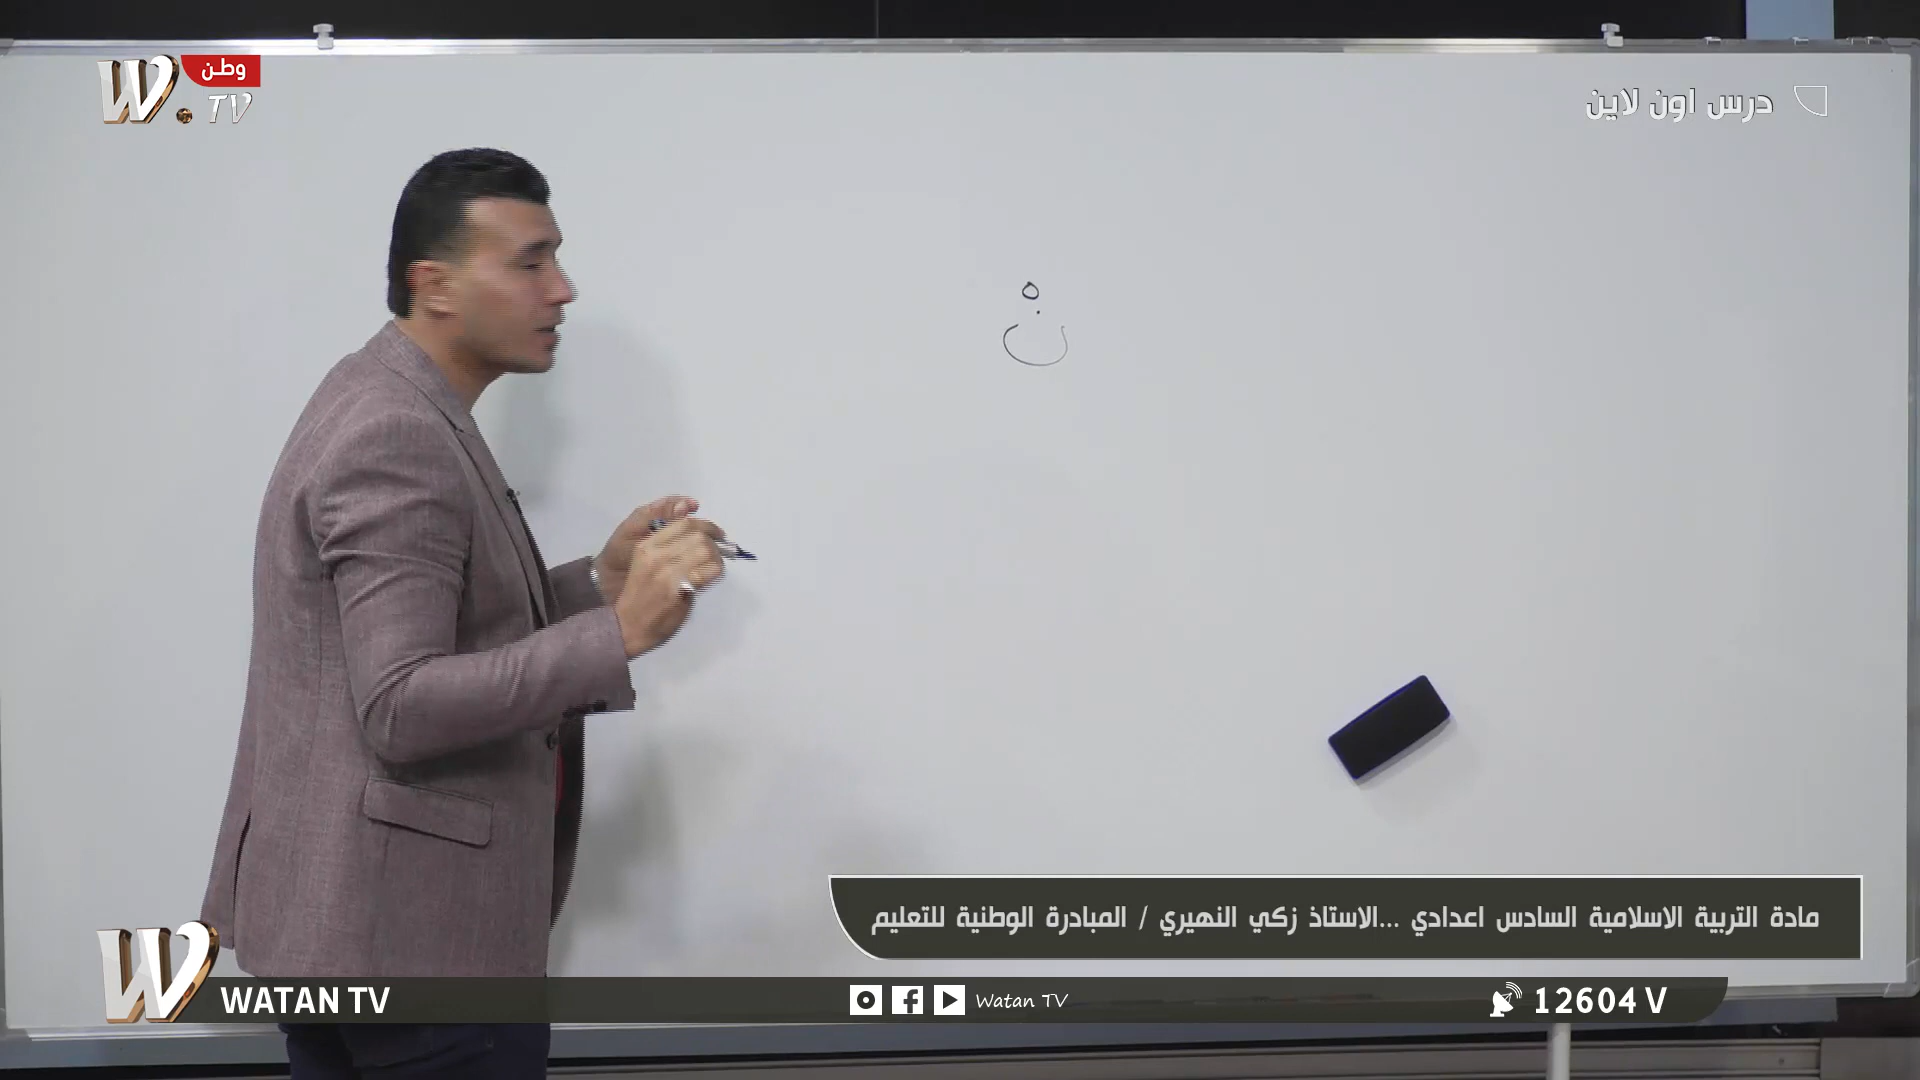 وطن
W. TV
درس اون لاين
نْ
مادة التربية الاسلامية السادس اعدادي ...الاستاذ زكي النهيري / المبادرة الوطنية للتعليم
W WATAN TV
Watan TV
12604 V